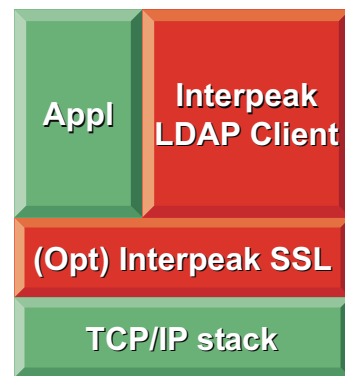 Appl
Interpeak
LDAP Client
(Opt) Interpeak SSL
TCP/IP stack